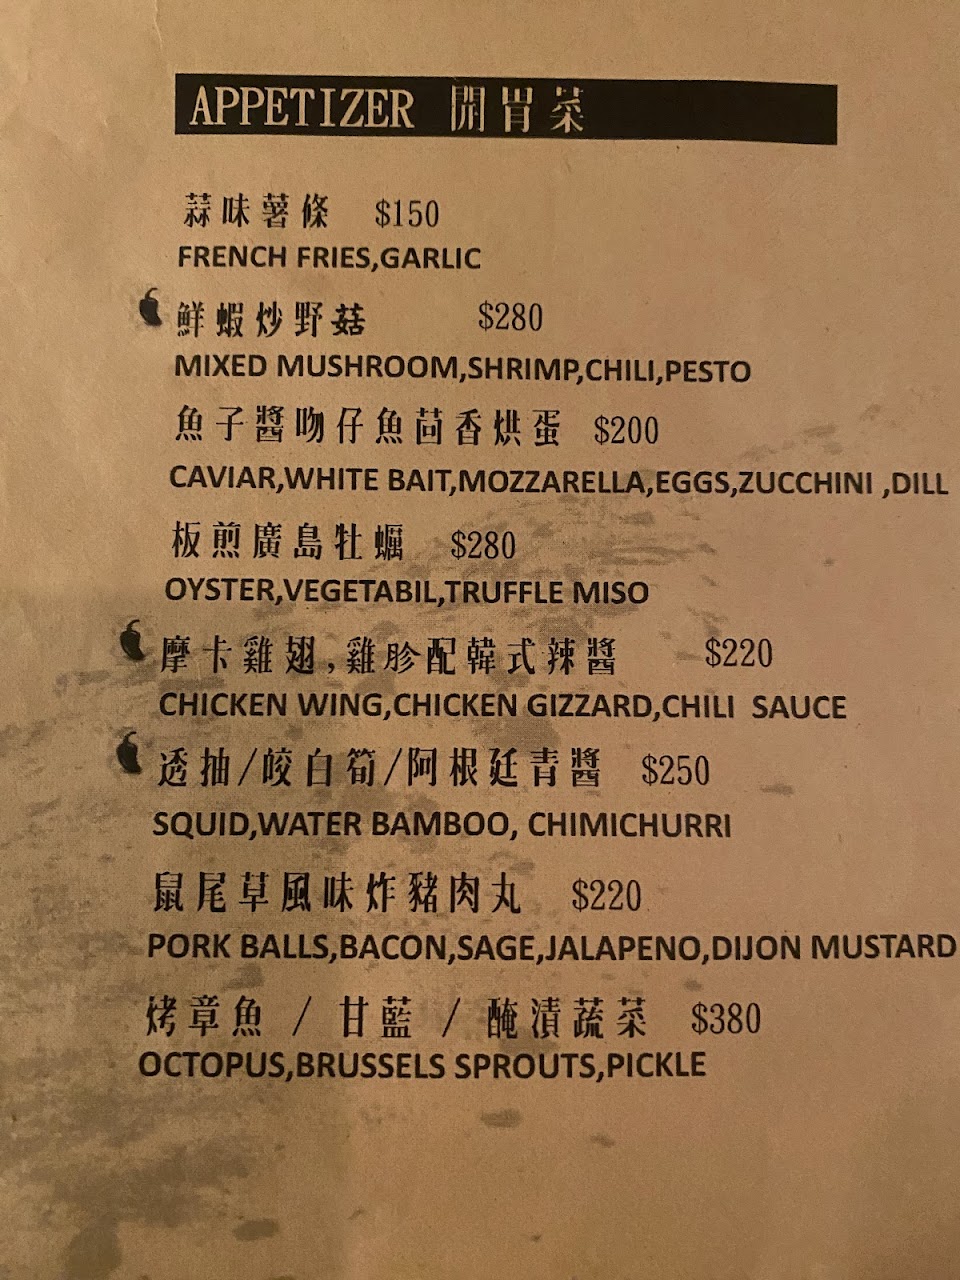 APPETIZER 開胃菜
蒜味薯條 $150
FRENCH FRIES,GARLIC
鮮蝦炒野菇 $280
MIXED MUSHROOM,SHRIMP,CHILI,PESTO
魚子醬吻仔魚茴香烘蛋 $200
CAVIAR,WHITE BAIT,MOZZARELLA,EGGS,ZUCCHINI ,DILL
板煎廣島牡蠣 $280
OYSTER,VEGETABIL,TRUFFLE MISO
摩卡雞翅,雞胗配韓式辣醬 $220
CHICKEN WING,CHICKEN GIZZARD,CHILI SAUCE
透抽/皎白筍/阿根廷青醬 $250
SQUID,WATER BAMBOO, CHIMICHURRI
鼠尾草風味炸豬肉丸 $220
PORK BALLS,BACON,SAGE,JALAPENO,DIJON MUSTARD
烤章魚 / 甘藍 / 醃漬蔬菜 $380
OCTOPUS,BRUSSELS SPROUTS,PICKLE